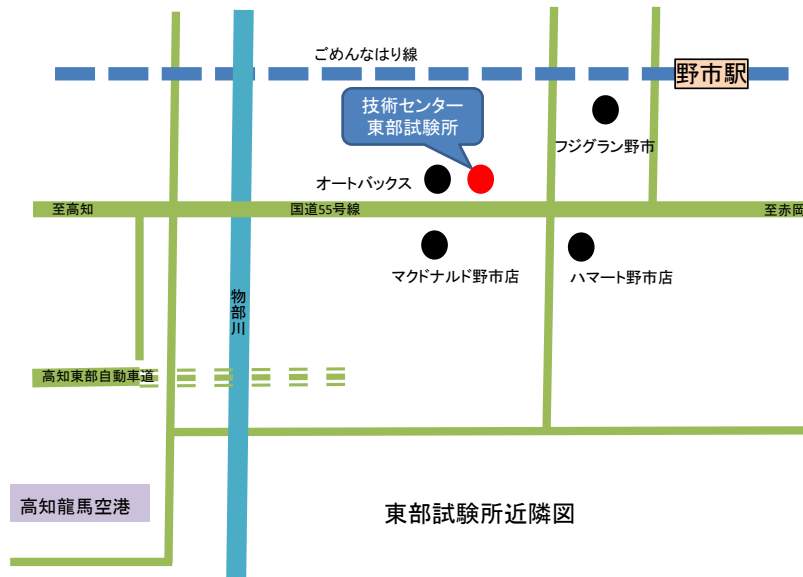 ごめんなはり線
野市駅
技術センター
東部試験所
フジグラン野市
オートバックス
至高知
国道55号線
至赤岡
マクドナルド野市店
ハマート野市店
物部川
高知東部自動車道
高知龍馬空港
東部試験所近隣図